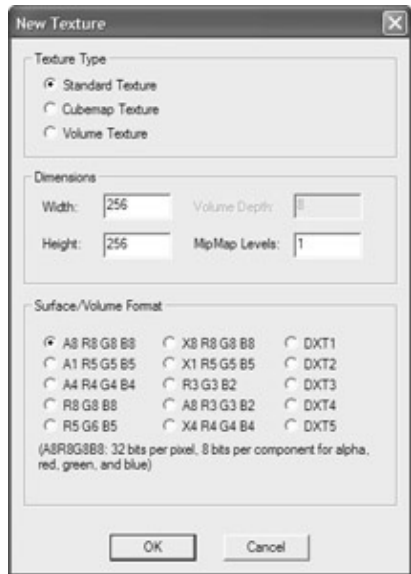 New Texture
Texture Type
Standard Texture
Cubemap Texture
Volume Texture
Dimensions
Width: 256 Volume Depth: 8
Height: 256 MipMap Levels: 1
Surface/Volume Format
A8 R8 G8 B8 X8 R8 G8 B8 DXT1
A1 R5 G5 B5 X1 R5 G5 B5 DXT2
A4 R4 G4 B4 R3 G3 B2 DXT3
R8 G8 B8 A8 R3 G3 B2 DXT4
R5 G6 B5 X4 R4 G4 B4 DXT5
(A8R8G8B8: 32 bits per pixel, 8 bits per component for alpha,
red, green, and blue)
OK Cancel